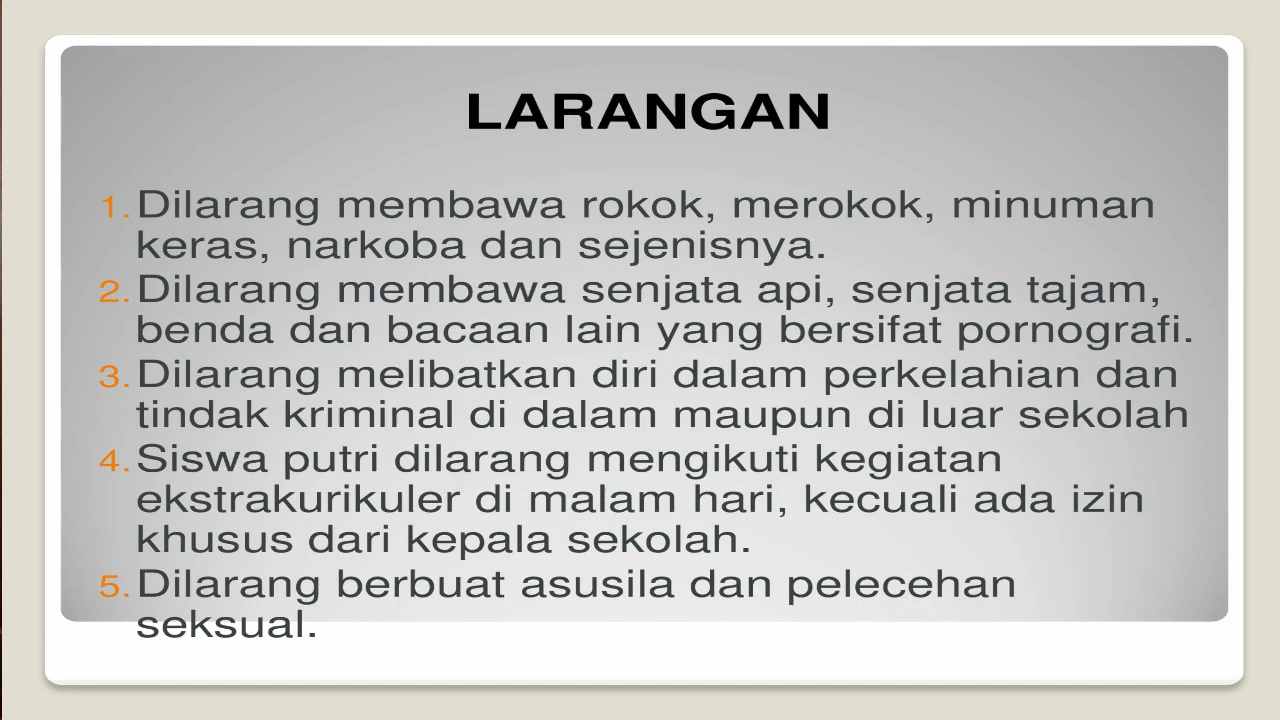 LARANGAN
1. Dilarang membawa rokok, merokok, minuman
keras, narkoba dan sejenisnya.
2. Dilarang membawa senjata api, senjata tajam,
benda dan bacaan lain yang bersifat pornografi.
3. Dilarang melibatkan diri dalam perkelahian dan
tindak kriminal di dalam maupun di luar sekolah
4. Siswa putri dilarang mengikuti kegiatan
ekstrakurikuler di malam hari, kecuali ada izin
khusus dari kepala sekolah.
5. Dilarang berbuat asusila dan pelecehan
seksual.